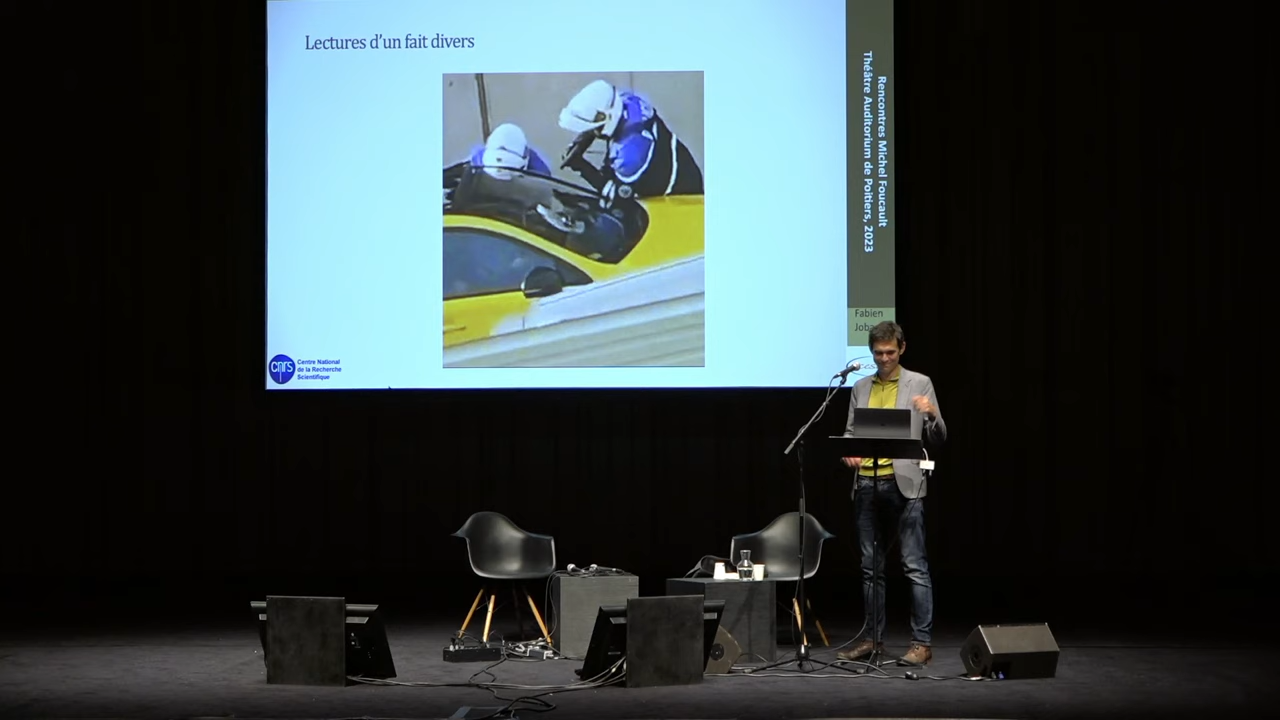 Lectures d'un fait divers
Rencontres Michel Foucault
Théâtre Auditorium de Poitiers, 2023
Fabien
cnrs
Centre National
de la Recherche
Scientifique